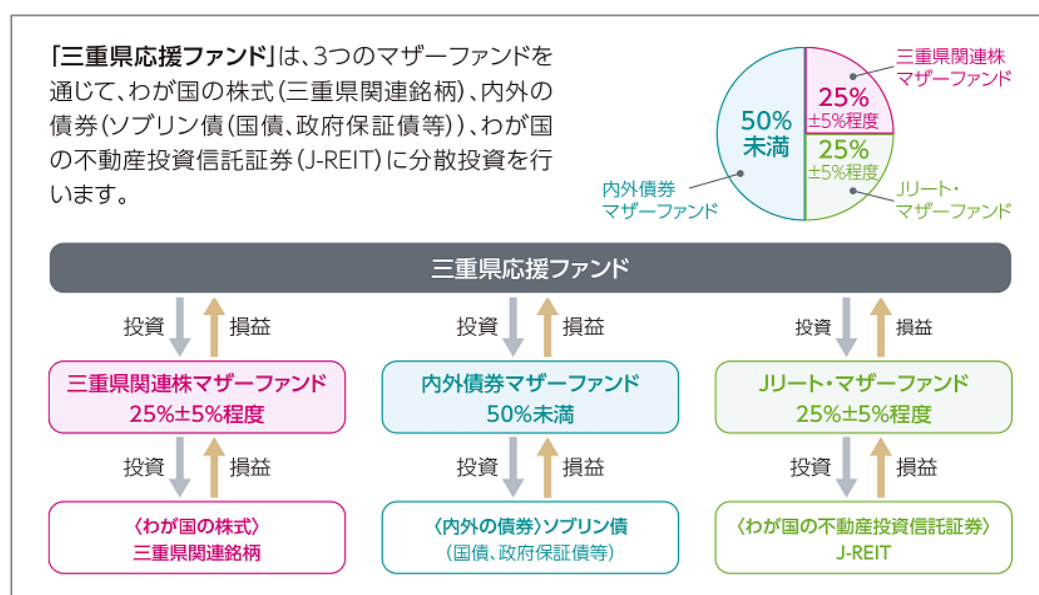 「三重県応援ファンド」は、3つのマザーファンドを
通じて、わが国の株式(三重県関連銘柄)、内外の
債券(ソブリン債(国債、政府保証債等))、わが国
の不動産投資信託証券(J-REIT)に分散投資を行
います。
三重県関連株
マザーファンド
25%
±5%程度
50%
未満
25%
±5%程度
内外債券
マザーファンド
Jリート・
マザーファンド
三重県応援ファンド
投資 損益 投資 損益 投資 損益
三重県関連株マザーファンド
25%±5%程度
内外債券マザーファンド
50%未満
Jリート・マザーファンド
25%±5%程度
投資 損益 投資 損益 投資 損益
〈わが国の株式〉
三重県関連銘柄
〈内外の債券〉ソブリン債
(国債、政府保証債等)
〈わが国の不動産投資信託証券〉
J-REIT